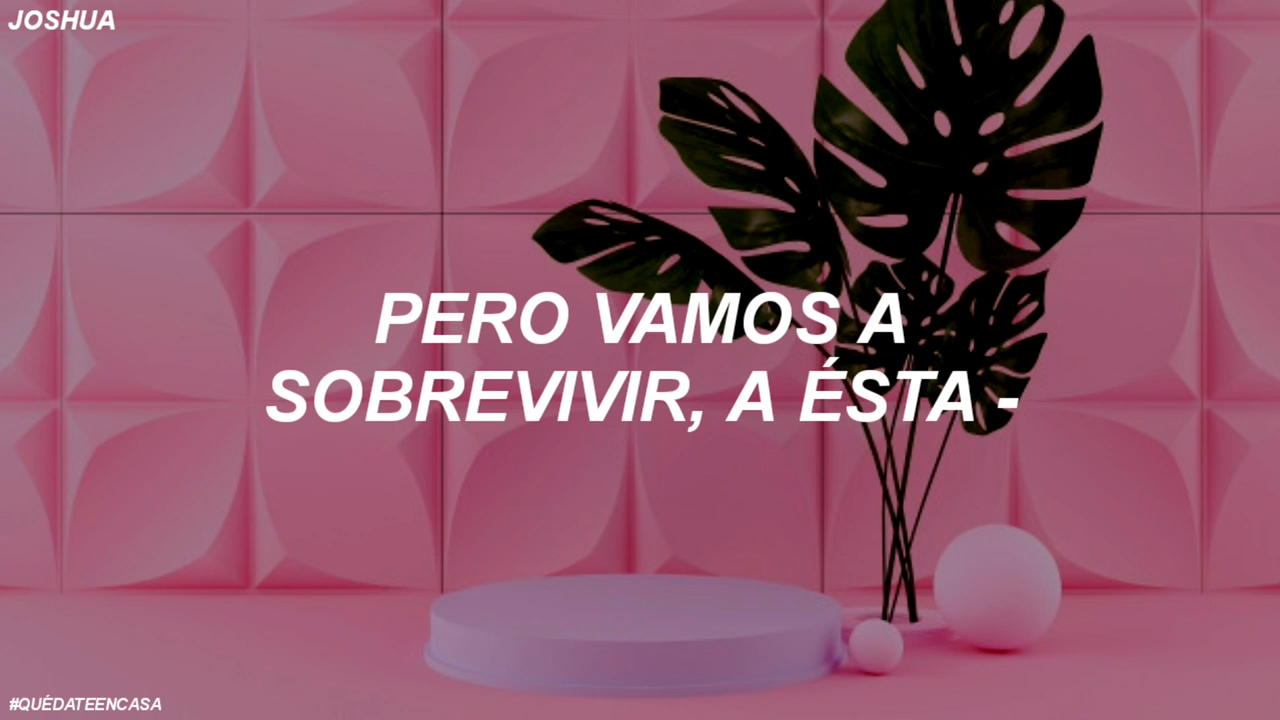 JOSHUA
PERO VAMOS A
SOBREVIVIR, A ÉSTA -
#QUÉDATEENCASA